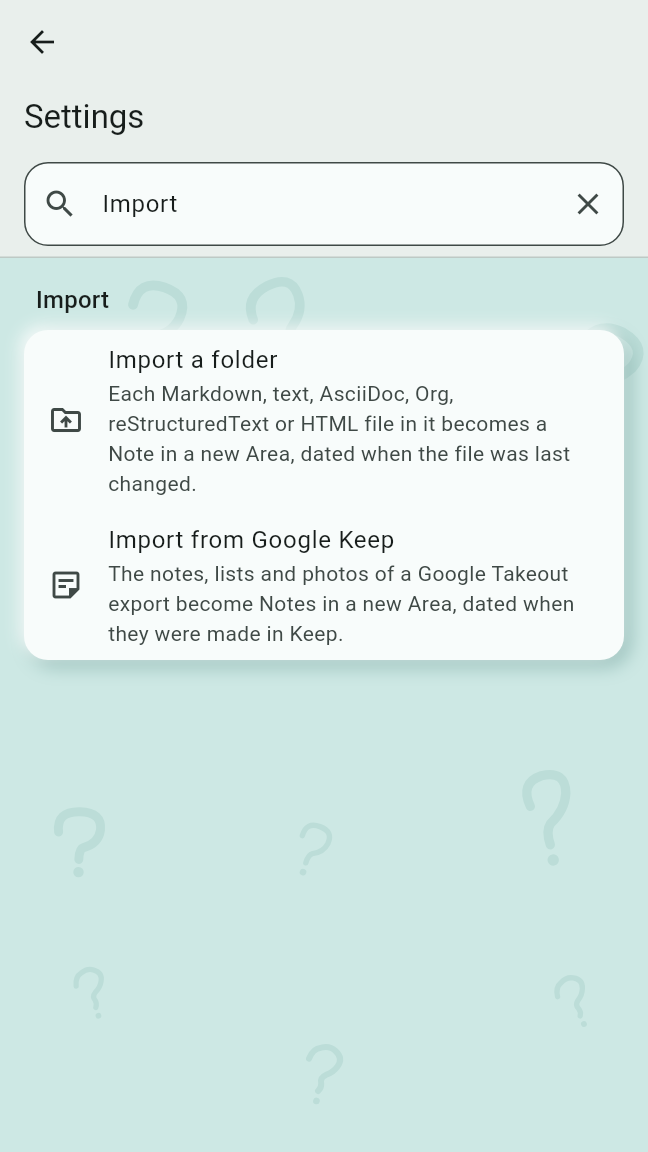 Settings
Import
Import
Import a folder
Each Markdown, text, AsciiDoc, Org,
reStructuredText or HTML file in it becomes a
Note in a new Area, dated when the file was last
changed.
Import from Google Keep
The notes, lists and photos of a Google Takeout
export become Notes in a new Area, dated when
they were made in Keep.